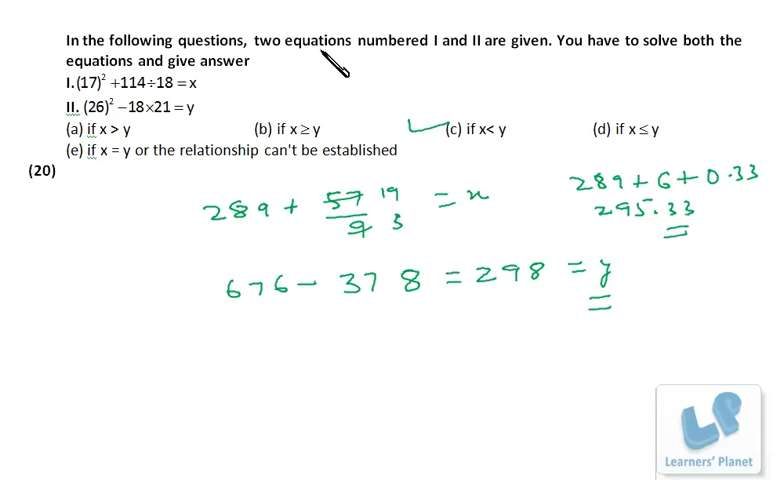 In the following questions, two equations numbered I and II are given. You have to solve both the
equations and give answer
I. (17)² +114÷18 = x
II. (26)² −18×21 = y
(a) if x > y (b) if x ≥ y (c) if x< y (d) if x ≤ y
(e) if x = y or the relationship can't be established
(20)
289 + 57/9 19/3 = x
289 + 6 + 0.33
295.33
676 − 378 = 298 = y
LP
Learners' Planet